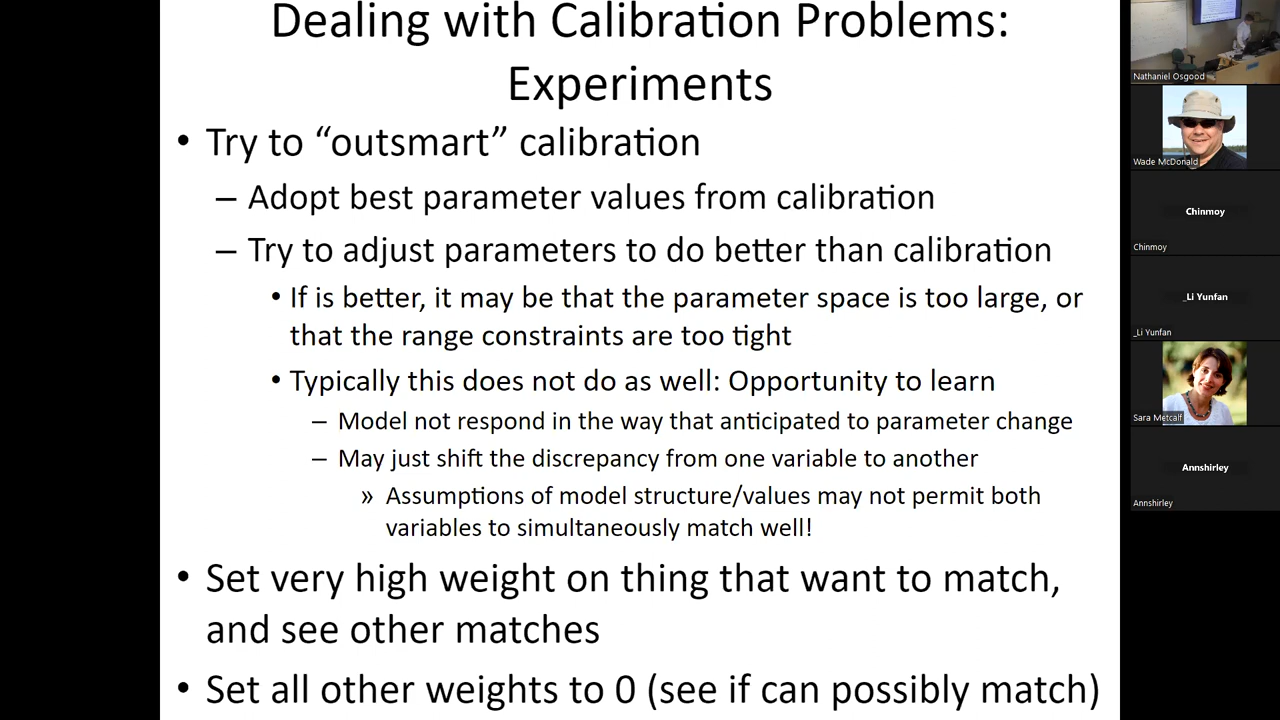 Dealing with Calibration Problems:
Experiments
• Try to “outsmart” calibration
– Adopt best parameter values from calibration
– Try to adjust parameters to do better than calibration
• If is better, it may be that the parameter space is too large, or
that the range constraints are too tight
• Typically this does not do as well: Opportunity to learn
– Model not respond in the way that anticipated to parameter change
– May just shift the discrepancy from one variable to another
» Assumptions of model structure/values may not permit both
variables to simultaneously match well!
• Set very high weight on thing that want to match,
and see other matches
• Set all other weights to 0 (see if can possibly match)
Nathaniel Osgood
Wade McDonald
Chinmoy
Chinmoy
_Li Yunfan
_Li Yunfan
Sara Metcalf
Annshirley
Annshirley